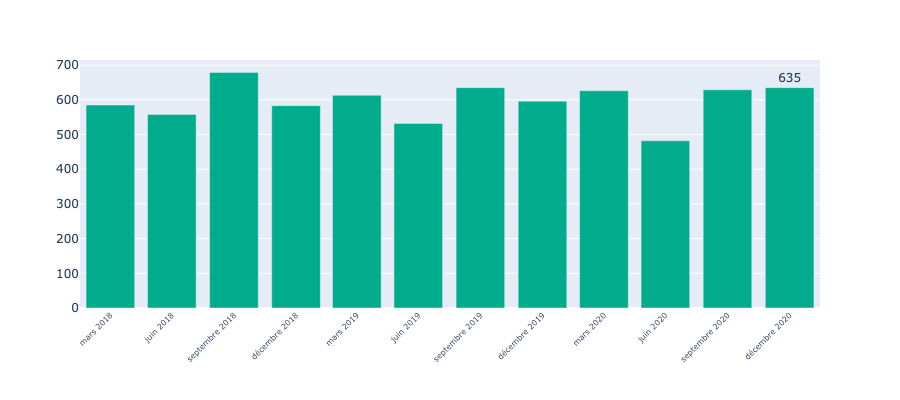 700
600
500
400
300
200
100
0
635
mars 2018
juin 2018
septembre 2018
décembre 2018
mars 2019
juin 2019
septembre 2019
décembre 2019
mars 2020
juin 2020
septembre 2020
décembre 2020